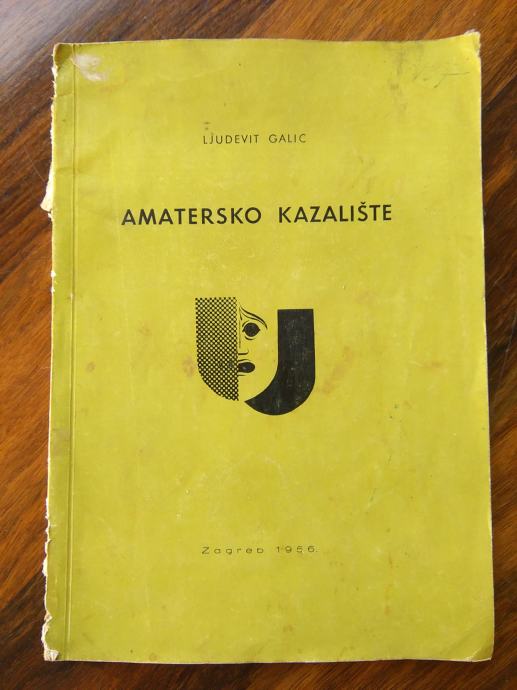 LJUDEVIT GALIC
AMATERSKO KAZALIŠTE
Zagreb 1956.